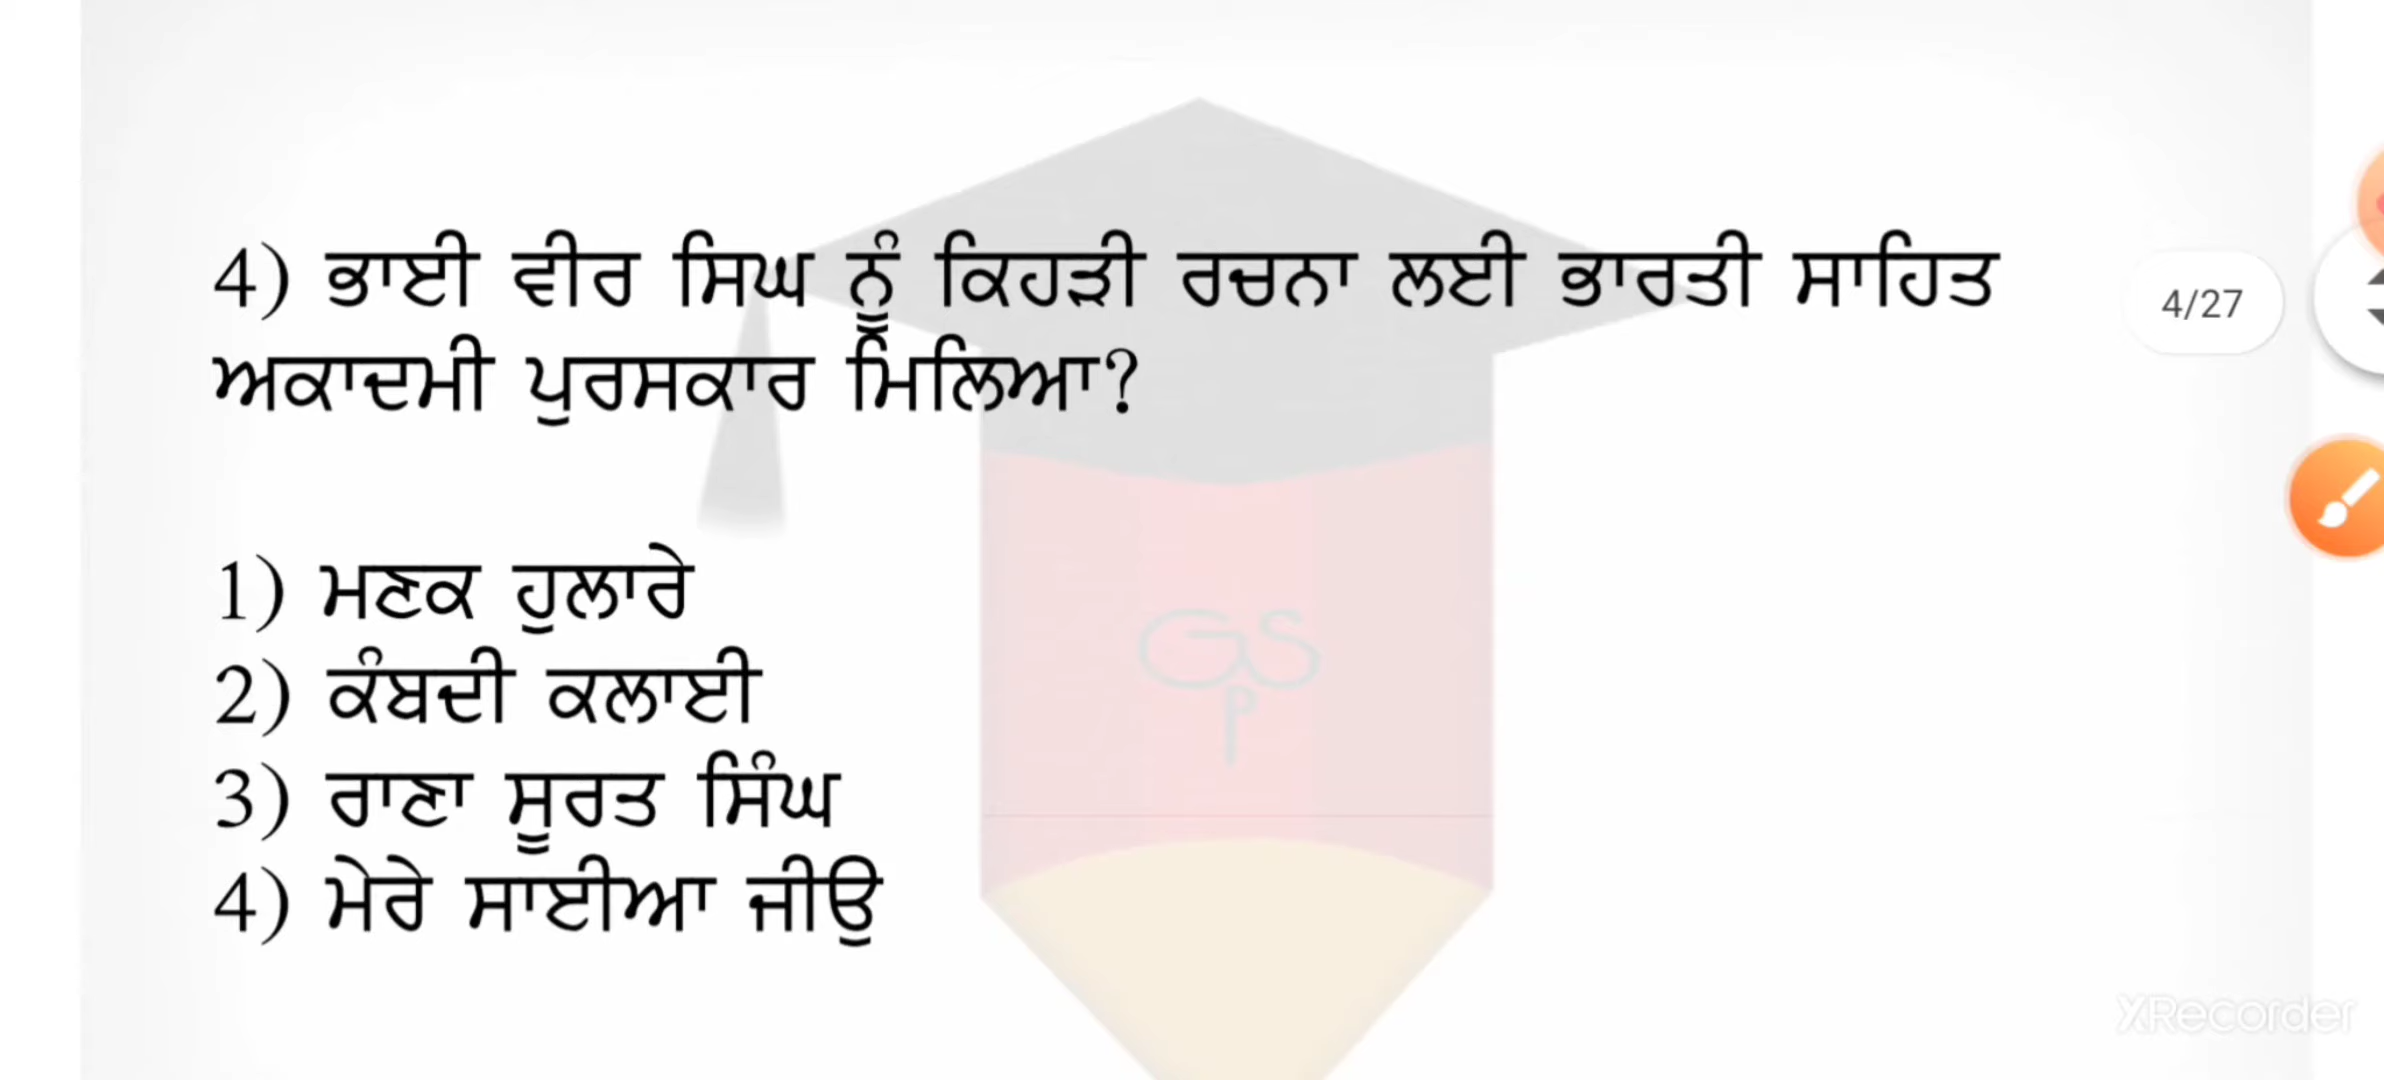 4) ਭਾਈ ਵੀਰ ਸਿਘ ਨੂੰ ਕਿਹੜੀ ਰਚਨਾ ਲਈ ਭਾਰਤੀ ਸਾਹਿਤ
ਅਕਾਦਮੀ ਪੁਰਸਕਾਰ ਮਿਲਿਆ?
4/27
1) ਮਣਕ ਹੁਲਾਰੇ
2) ਕੰਬਦੀ ਕਲਾਈ
3) ਰਾਣਾ ਸੂਰਤ ਸਿੰਘ
4) ਮੇਰੇ ਸਾਈਆ ਜੀਉ
GSP
XRecorder